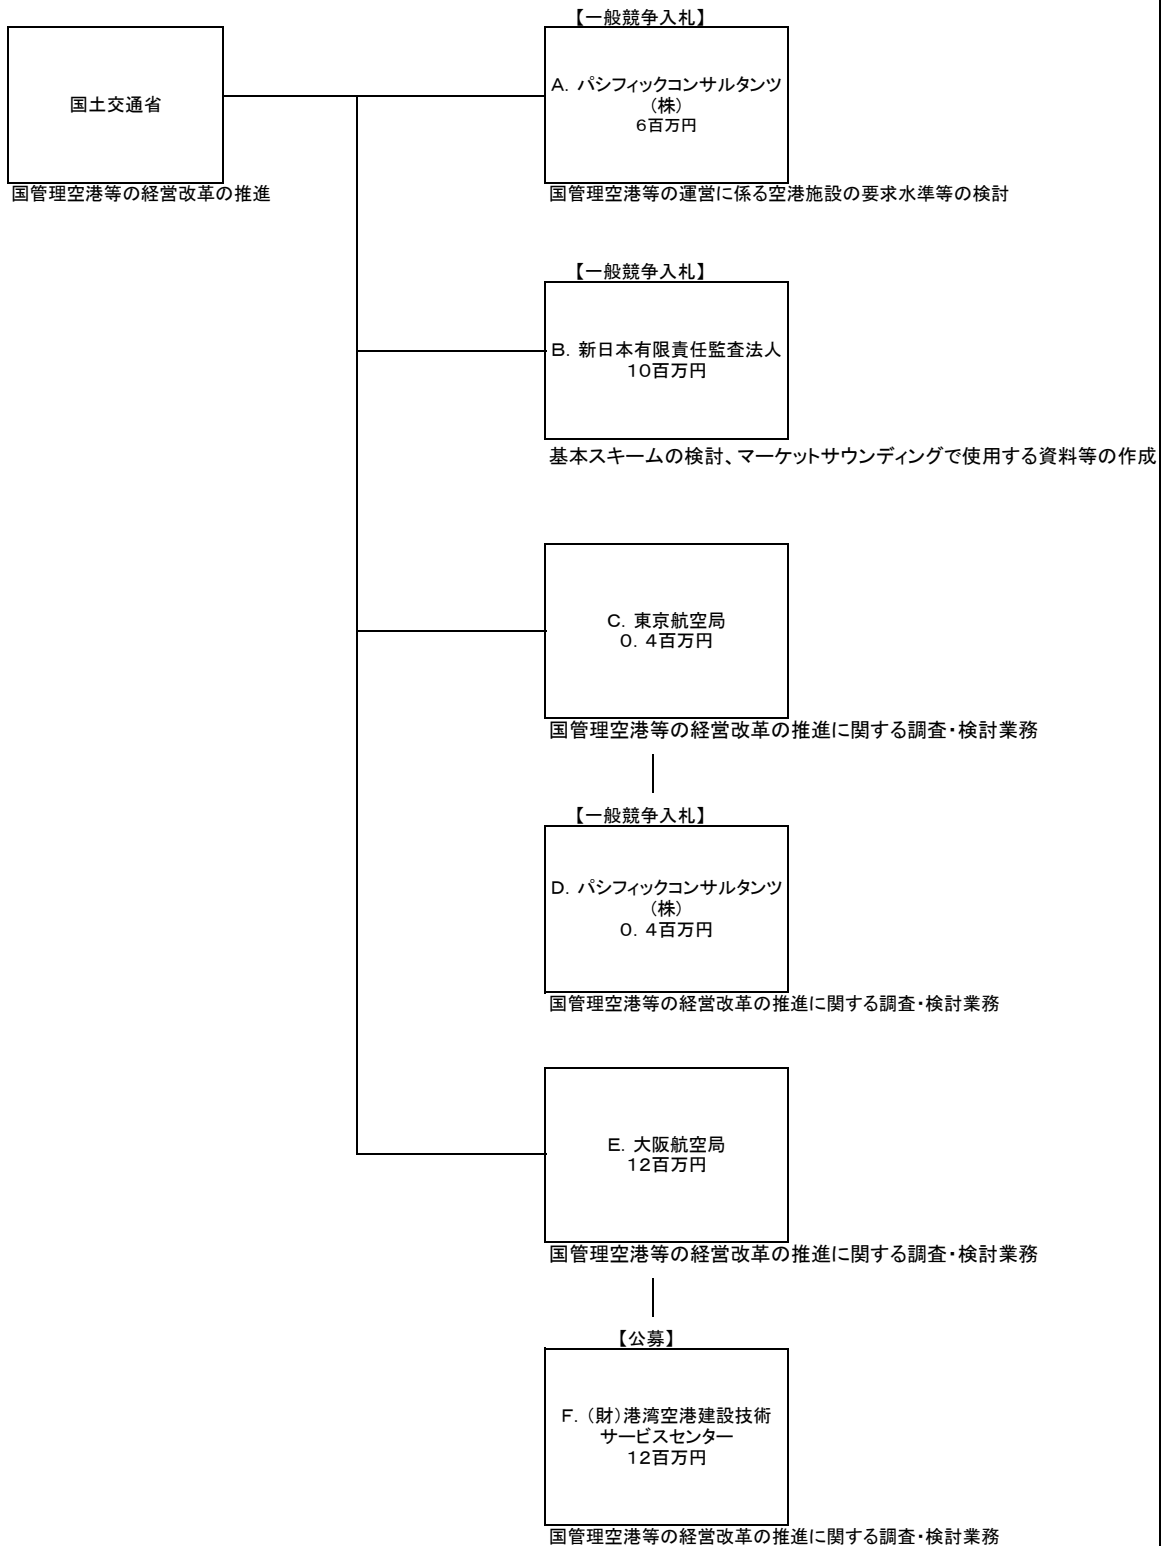 国土交通省
国管理空港等の経営改革の推進
【一般競争入札】
A．パシフィックコンサルタンツ
（株）
６百万円
国管理空港等の運営に係る空港施設の要求水準等の検討
【一般競争入札】
B．新日本有限責任監査法人
１０百万円
基本スキームの検討、マーケットサウンディングで使用する資料等の作成
C．東京航空局
０．４百万円
国管理空港等の経営改革の推進に関する調査・検討業務
【一般競争入札】
D．パシフィックコンサルタンツ
（株）
０．４百万円
国管理空港等の経営改革の推進に関する調査・検討業務
E．大阪航空局
１２百万円
国管理空港等の経営改革の推進に関する調査・検討業務
【公募】
F．（財）港湾空港建設技術
サービスセンター
１２百万円
国管理空港等の経営改革の推進に関する調査・検討業務